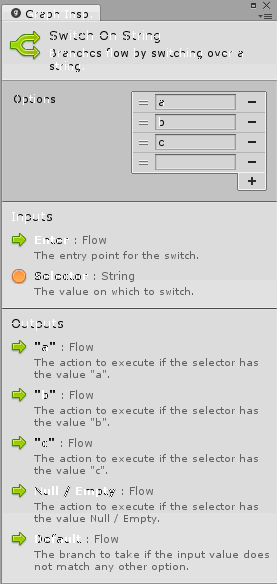 Graph Insp
Switch On String
Branches flow by switching over a
string.
Options
a
b
c
Inputs
Enter : Flow
The entry point for the switch.
Selector : String
The value on which to switch.
Outputs
"a" : Flow
The action to execute if the selector has
the value "a".
"b" : Flow
The action to execute if the selector has
the value "b".
"c" : Flow
The action to execute if the selector has
the value "c".
Null / Empty : Flow
The action to execute if the selector has
the value Null / Empty.
Default : Flow
The branch to take if the input value does
not match any other option.